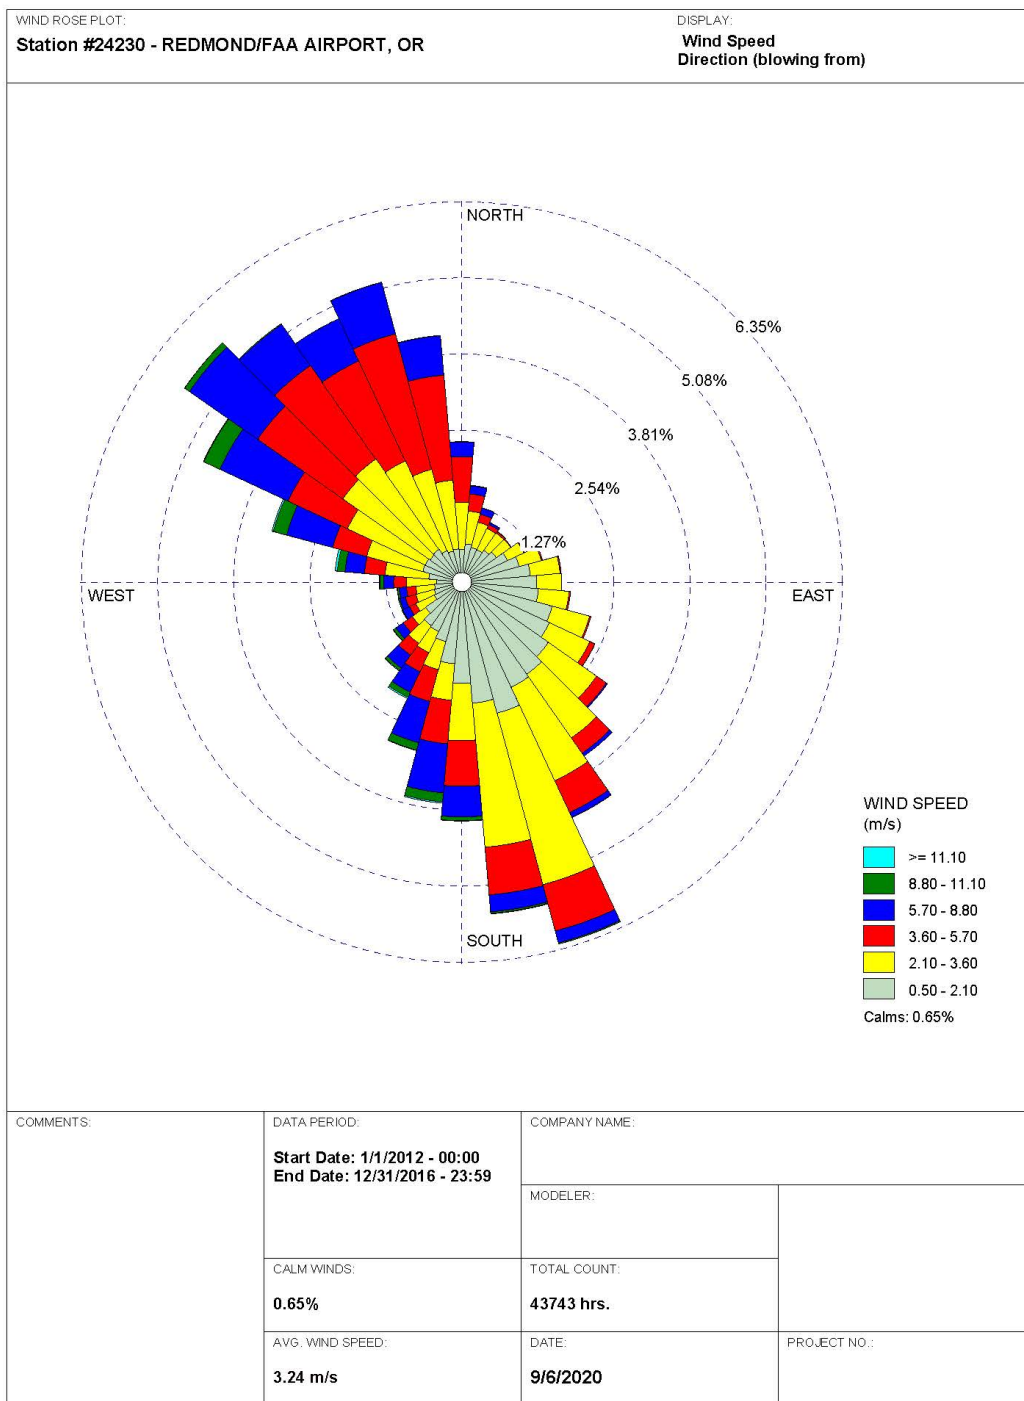 WIND ROSE PLOT:
Station #24230 - REDMOND/FAA AIRPORT, OR
DISPLAY:
Wind Speed
Direction (blowing from)
NORTH
6.35%
5.08%
3.81%
2.54%
1.27%
WEST
EAST
SOUTH
WIND SPEED
(m/s)
>= 11.10
8.80 - 11.10
5.70 - 8.80
3.60 - 5.70
2.10 - 3.60
0.50 - 2.10
Calms: 0.65%
COMMENTS:
DATA PERIOD:
Start Date: 1/1/2012 - 00:00
End Date: 12/31/2016 - 23:59
COMPANY NAME:
MODELER:
CALM WINDS:
0.65%
TOTAL COUNT:
43743 hrs.
AVG. WIND SPEED:
3.24 m/s
DATE:
9/6/2020
PROJECT NO.: